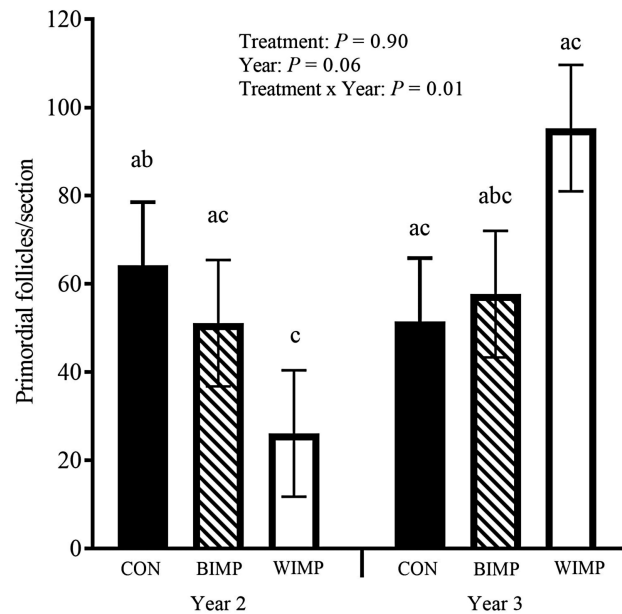 Primordial follicles/section
120
100
80
60
40
20
0
Treatment: P = 0.90
Year: P = 0.06
Treatment x Year: P = 0.01
ab
ac
c
ac
abc
ac
CON BIMP WIMP CON BIMP WIMP
Year 2 Year 3